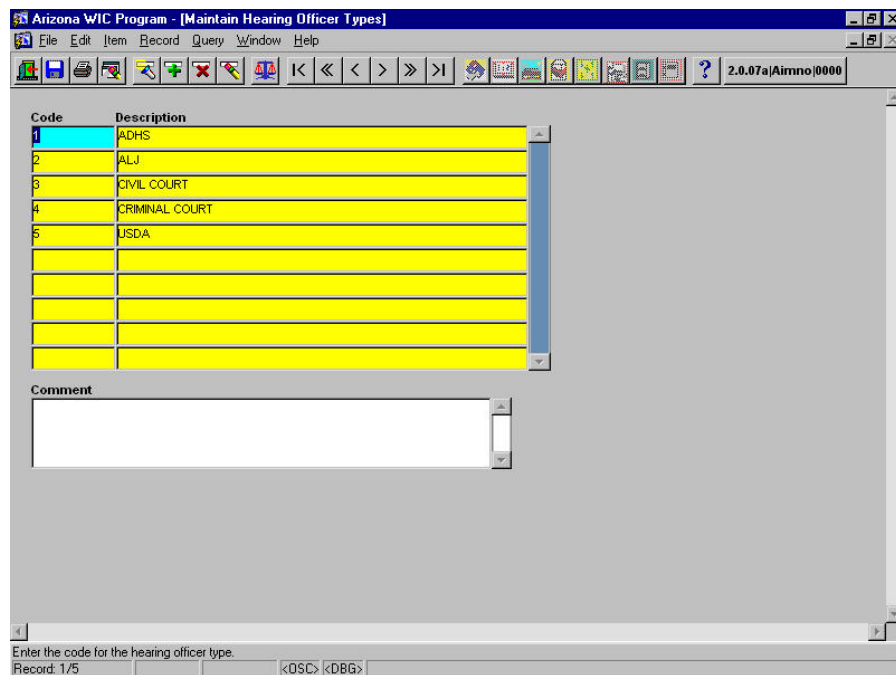 Arizona WIC Program - [Maintain Hearing Officer Types]
File Edit Item Record Query Window Help
2.0.07a|Aimno|0000
Code Description
1 ADHS
2 ALJ
3 CIVIL COURT
4 CRIMINAL COURT
5 USDA
Comment
Enter the code for the hearing officer type.
Record: 1/5 <OSC> <DBG>